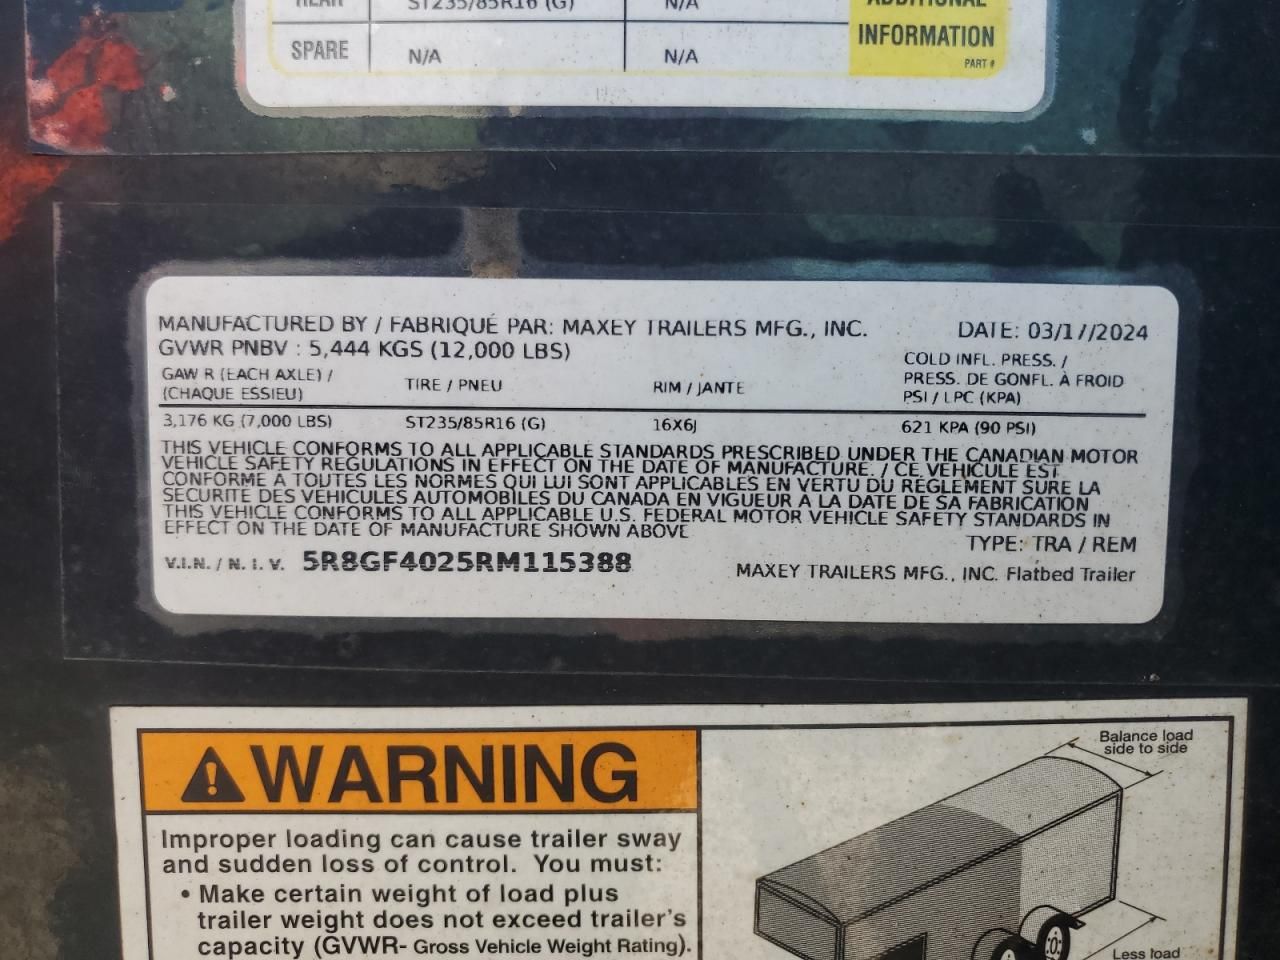 REAR ST235/85R16 (G) N/A
SPARE N/A N/A
ADDITIONAL
INFORMATION
PART #
MANUFACTURED BY / FABRIQUÉ PAR: MAXEY TRAILERS MFG., INC. DATE: 03/17/2024
GVWR PNBV : 5,444 KGS (12,000 LBS)
GAW R (EACH AXLE) /
(CHAQUE ESSIEU)
TIRE / PNEU
RIM / JANTE
COLD INFL. PRESS. /
PRESS. DE GONFL. À FROID
PSI / LPC (KPA)
3,176 KG (7,000 LBS) ST235/85R16 (G) 16X6J 621 KPA (90 PSI)
THIS VEHICLE CONFORMS TO ALL APPLICABLE STANDARDS PRESCRIBED UNDER THE CANADIAN MOTOR
VEHICLE SAFETY REGULATIONS IN EFFECT ON THE DATE OF MANUFACTURE. / CE VÉHICULE EST
CONFORME A TOUTES LES NORMES QUI LUI SONT APPLICABLES EN VERTU DU RÉGLEMENT SURE LA
SECURITE DES VEHICULES AUTOMOBILES DU CANADA EN VIGUEUR A LA DATE DE SA FABRICATION
THIS VEHICLE CONFORMS TO ALL APPLICABLE U.S. FEDERAL MOTOR VEHICLE SAFETY STANDARDS IN
EFFECT ON THE DATE OF MANUFACTURE SHOWN ABOVE
TYPE: TRA / REM
V.I.N. / N. I. V. 5R8GF4025RM115388
MAXEY TRAILERS MFG., INC. Flatbed Trailer
WARNING
Improper loading can cause trailer sway
and sudden loss of control. You must:
• Make certain weight of load plus
trailer weight does not exceed trailer's
capacity (GVWR- Gross Vehicle Weight Rating).
Balance load
side to side
Less load